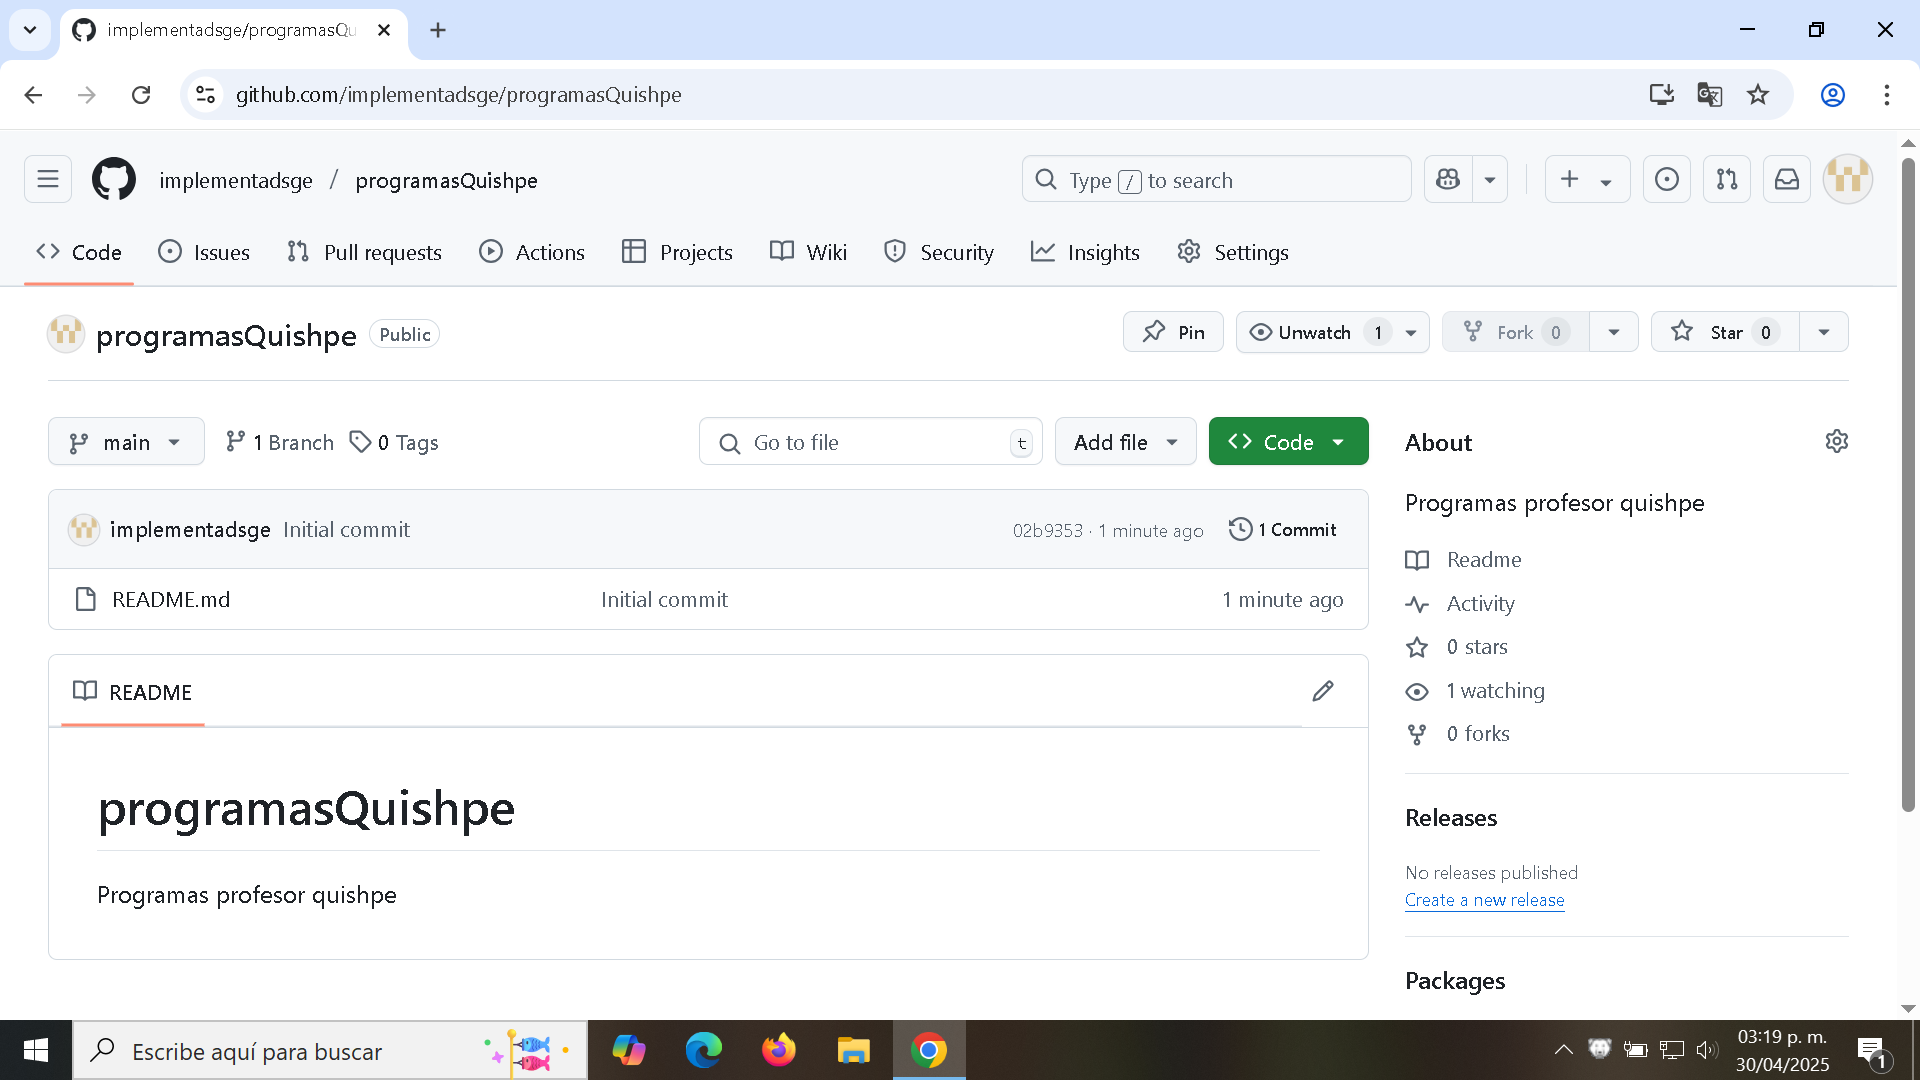 implementadsge/programasQu
github.com/implementadsge/programasQuishpe
implementadsge / programasQuishpe
Type / to search
Code
Issues
Pull requests
Actions
Projects
Wiki
Security
Insights
Settings
programasQuishpe Public
Pin
Unwatch 1
Fork 0
Star 0
main
1 Branch
0 Tags
Go to file t
Add file
Code
About
Programas profesor quishpe
implementadsge Initial commit
02b9353 · 1 minute ago
1 Commit
README.md Initial commit 1 minute ago
Readme
Activity
0 stars
1 watching
0 forks
README
programasQuishpe
Programas profesor quishpe
Releases
No releases published
Create a new release
Packages
Escribe aquí para buscar
03:19 p. m.
30/04/2025
1